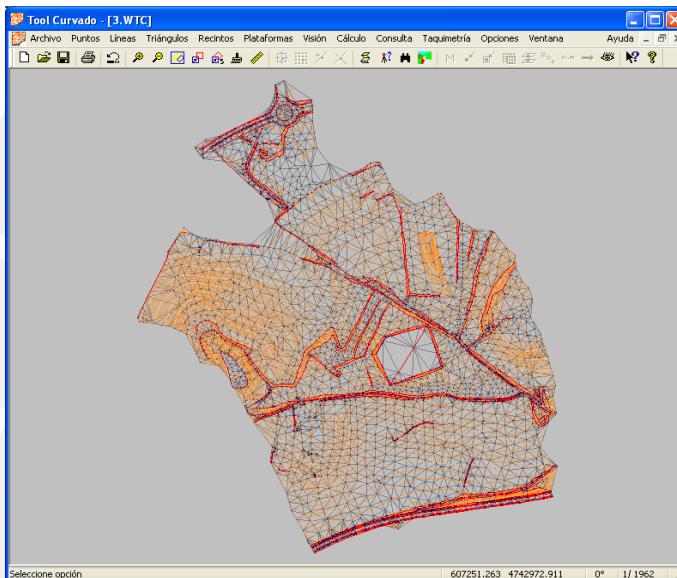 Tool Curvado - [3.WTC]
Archivo Puntos Líneas Triángulos Recintos Plataformas Visión Cálculo Consulta Taquimetría Opciones Ventana Ayuda
M
Seleccione opción 607251.263 4742972.911 0° 1/ 1962